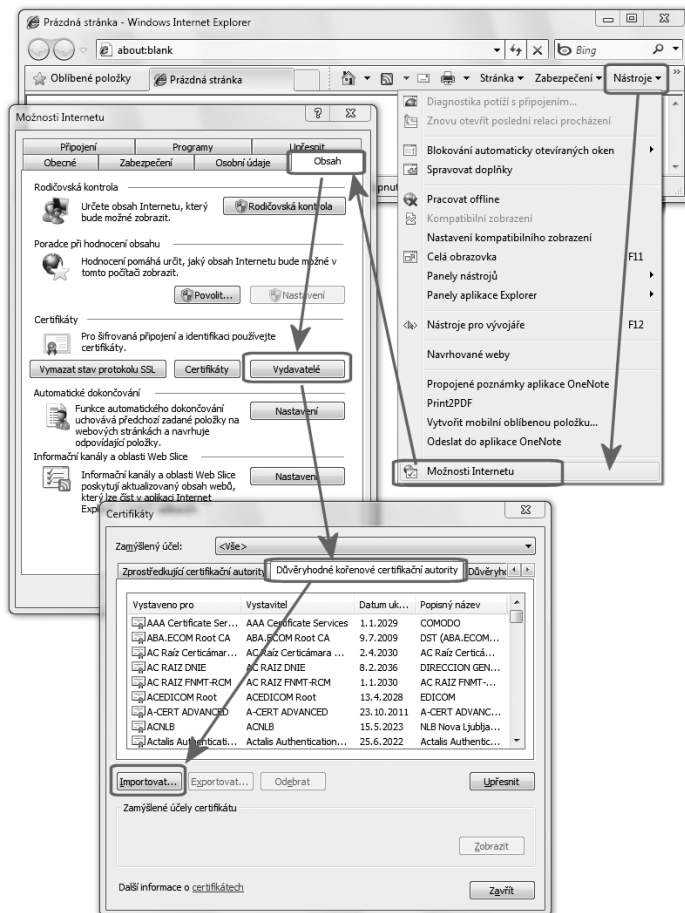 Prázdná stránka - Windows Internet Explorer
about:blank
Bing
Oblíbené položky
Prázdná stránka
Stránka
Zabezpečení
Nástroje
»
Diagnostika potíží s připojením...
Znovu otevřít poslední relaci procházení
Blokování automaticky otevíraných oken
Spravovat doplňky
Pracovat offline
Kompatibilní zobrazení
Nastavení kompatibilního zobrazení
Celá obrazovka F11
Panely nástrojů
Panely aplikace Explorer
Nástroje pro vývojáře F12
Navrhované weby
Propojené poznámky aplikace OneNote
Print2PDF
Vytvořit mobilní oblíbenou položku...
Odeslat do aplikace OneNote
Možnosti Internetu
Možnosti Internetu
Připojení Programy Upřesnit
Obecné Zabezpečení Osobní údaje Obsah
Rodičovská kontrola
Určete obsah Internetu, který
bude možné zobrazit.
Rodičovská kontrola
Poradce při hodnocení obsahu
Hodnocení pomáhá určit, jaký obsah Internetu bude možné v
tomto počítači zobrazit.
Povolit... Nastavení
Certifikáty
Pro šifrovaná připojení a identifikaci používejte
certifikáty.
Vymazat stav protokolu SSL Certifikáty Vydavatelé
Automatické dokončování
Funkce automatického dokončování
uchovává předchozí zadané položky na
webových stránkách a navrhuje
odpovídající položky.
Nastavení
Informační kanály a oblasti Web Slice
Informační kanály a oblasti Web Slice
poskytují aktualizovaný obsah webů,
který lze číst v aplikaci Internet
Nastavení
Certifikáty
Zamýšlený účel: <Vše>
Zprostředkující certifikační autority Důvěryhodné kořenové certifikační autority Důvěryh
Vystaveno pro Vystavitel Datum uk... Popisný název
AAA Certificate Ser... AAA Certificate Services 1.1.2029 COMODO
ABA.ECOM Root CA ABA.ECOM Root CA 9.7.2009 DST (ABA.ECOM...
AC Raíz Certicámar... AC Raíz Certicámara ... 2.4.2030 AC Raíz Certicá...
AC RAIZ DNIE AC RAIZ DNIE 8.2.2036 DIRECCION GEN...
AC RAIZ FNMT-RCM AC RAIZ FNMT-RCM 1.1.2030 AC RAIZ FNMT-...
ACEDICOM Root ACEDICOM Root 13.4.2028 EDICOM
A-CERT ADVANCED A-CERT ADVANCED 23.10.2011 A-CERT ADVANC...
ACNLB ACNLB 15.5.2023 NLB Nova Ljublja...
Actalis Authenticati... Actalis Authentication... 25.6.2022 Actalis Authentic...
Importovat... Exportovat... Odebrat Upřesnit
Zamýšlené účely certifikátu
Zobrazit
Další informace o certifikátech
Zavřít